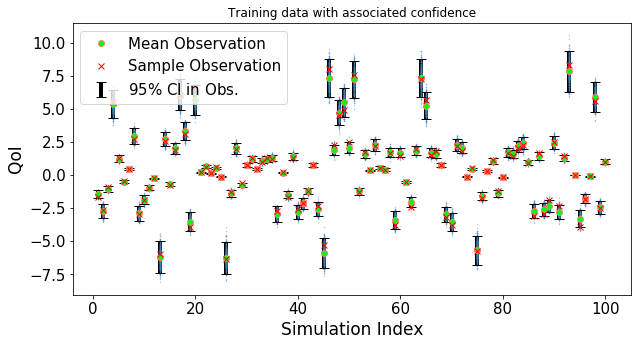 Training data with associated confidence
Mean Observation
Sample Observation
95% CI in Obs.
QoI
10.0
7.5
5.0
2.5
0.0
−2.5
−5.0
−7.5
0
20
40
60
80
100
Simulation Index